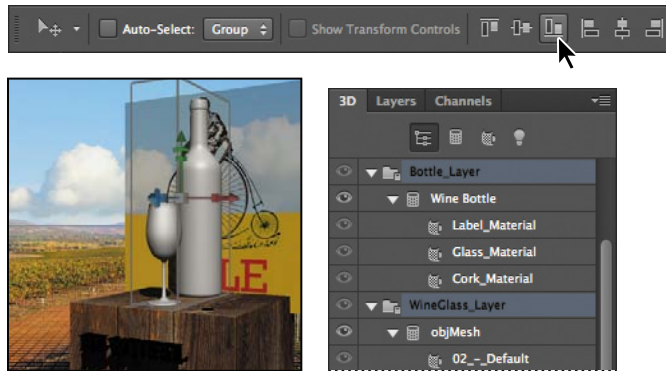 Auto-Select: Group Show Transform Controls
3D Layers Channels
Bottle_Layer
Wine Bottle
Label_Material
Glass_Material
Cork_Material
WineGlass_Layer
objMesh
02_-_Default
LE